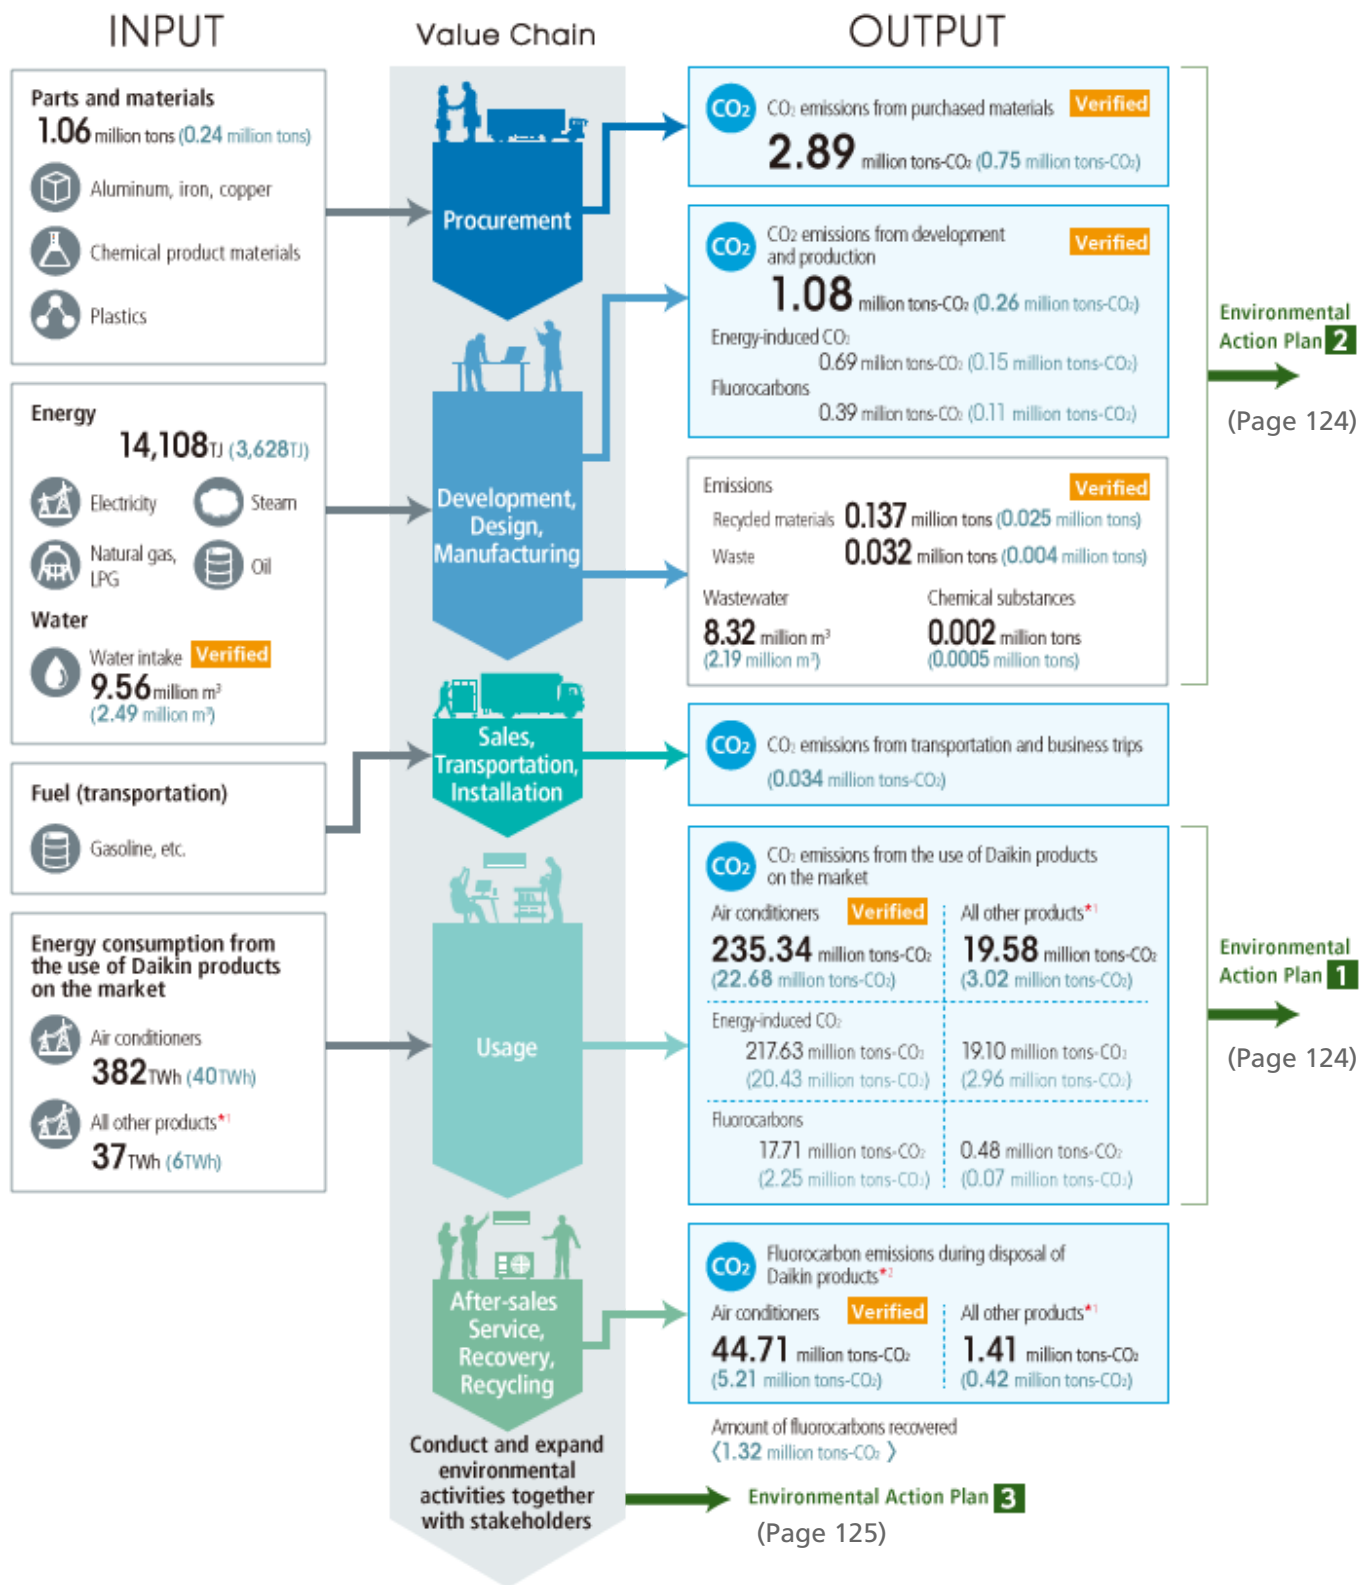 INPUT
Value Chain
OUTPUT
Parts and materials
1.06 million tons (0.24 million tons)
Aluminum, iron, copper
Chemical product materials
Plastics
Energy
14,108TJ (3,628TJ)
Electricity
Steam
Natural gas,
LPG
Oil
Water
Water intake Verified
9.56 million m³
(2.49 million m³)
Fuel (transportation)
Gasoline, etc.
Energy consumption from
the use of Daikin products
on the market
Air conditioners
382TWh (40TWh)
All other products*1
37TWh (6TWh)
Procurement
Development,
Design,
Manufacturing
Sales,
Transportation,
Installation
Usage
After-sales
Service,
Recovery,
Recycling
Conduct and expand
environmental
activities together
with stakeholders
CO₂ CO₂ emissions from purchased materials Verified
2.89 million tons-CO₂ (0.75 million tons-CO₂)
CO₂ CO₂ emissions from development
and production
Verified
1.08 million tons-CO₂ (0.26 million tons-CO₂)
Energy-induced CO₂
0.69 million tons-CO₂ (0.15 million tons-CO₂)
Fluorocarbons
0.39 million tons-CO₂ (0.11 million tons-CO₂)
Emissions Verified
Recycled materials 0.137 million tons (0.025 million tons)
Waste 0.032 million tons (0.004 million tons)
Wastewater
8.32 million m³
(2.19 million m³)
Chemical substances
0.002 million tons
(0.0005 million tons)
CO₂ CO₂ emissions from transportation and business trips
(0.034 million tons-CO₂)
CO₂ CO₂ emissions from the use of Daikin products
on the market
Air conditioners Verified
235.34 million tons-CO₂
(22.68 million tons-CO₂)
All other products*1
19.58 million tons-CO₂
(3.02 million tons-CO₂)
Energy-induced CO₂
217.63 million tons-CO₂
(20.43 million tons-CO₂)
19.10 million tons-CO₂
(2.96 million tons-CO₂)
Fluorocarbons
17.71 million tons-CO₂
(2.25 million tons-CO₂)
0.48 million tons-CO₂
(0.07 million tons-CO₂)
CO₂ Fluorocarbon emissions during disposal of
Daikin products*2
Air conditioners Verified
44.71 million tons-CO₂
(5.21 million tons-CO₂)
All other products*1
1.41 million tons-CO₂
(0.42 million tons-CO₂)
Amount of fluorocarbons recovered
⟨1.32 million tons-CO₂ ⟩
Environmental
Action Plan 2
(Page 124)
Environmental
Action Plan 1
(Page 124)
Environmental Action Plan 3
(Page 125)